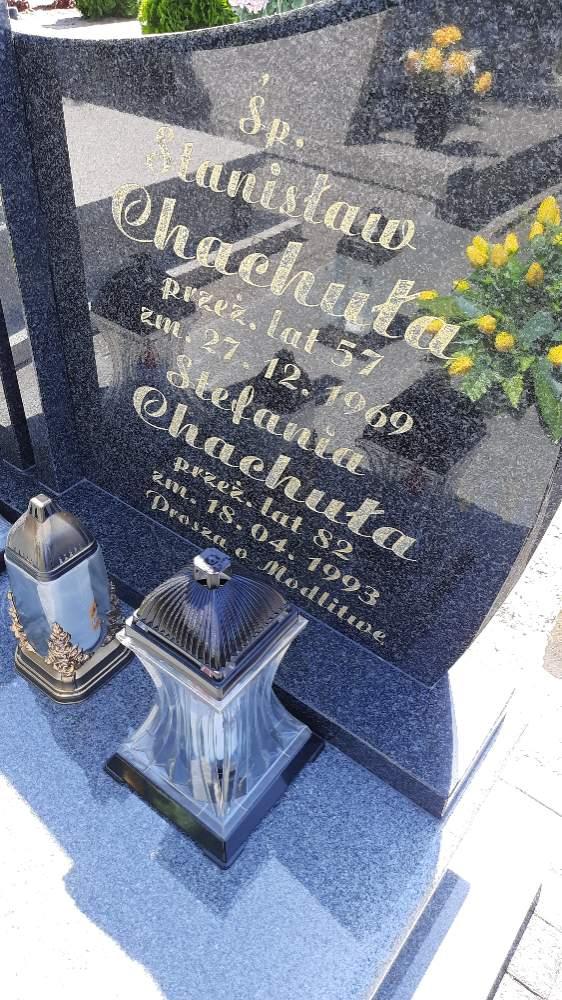 Śp.
Stanisław
Chachuła
przeż. lat 57
zm. 27. 12. 1969
Stefania
Chachuła
przeż. lat 82
zm. 18. 04. 1993
Proszą o Modlitwę